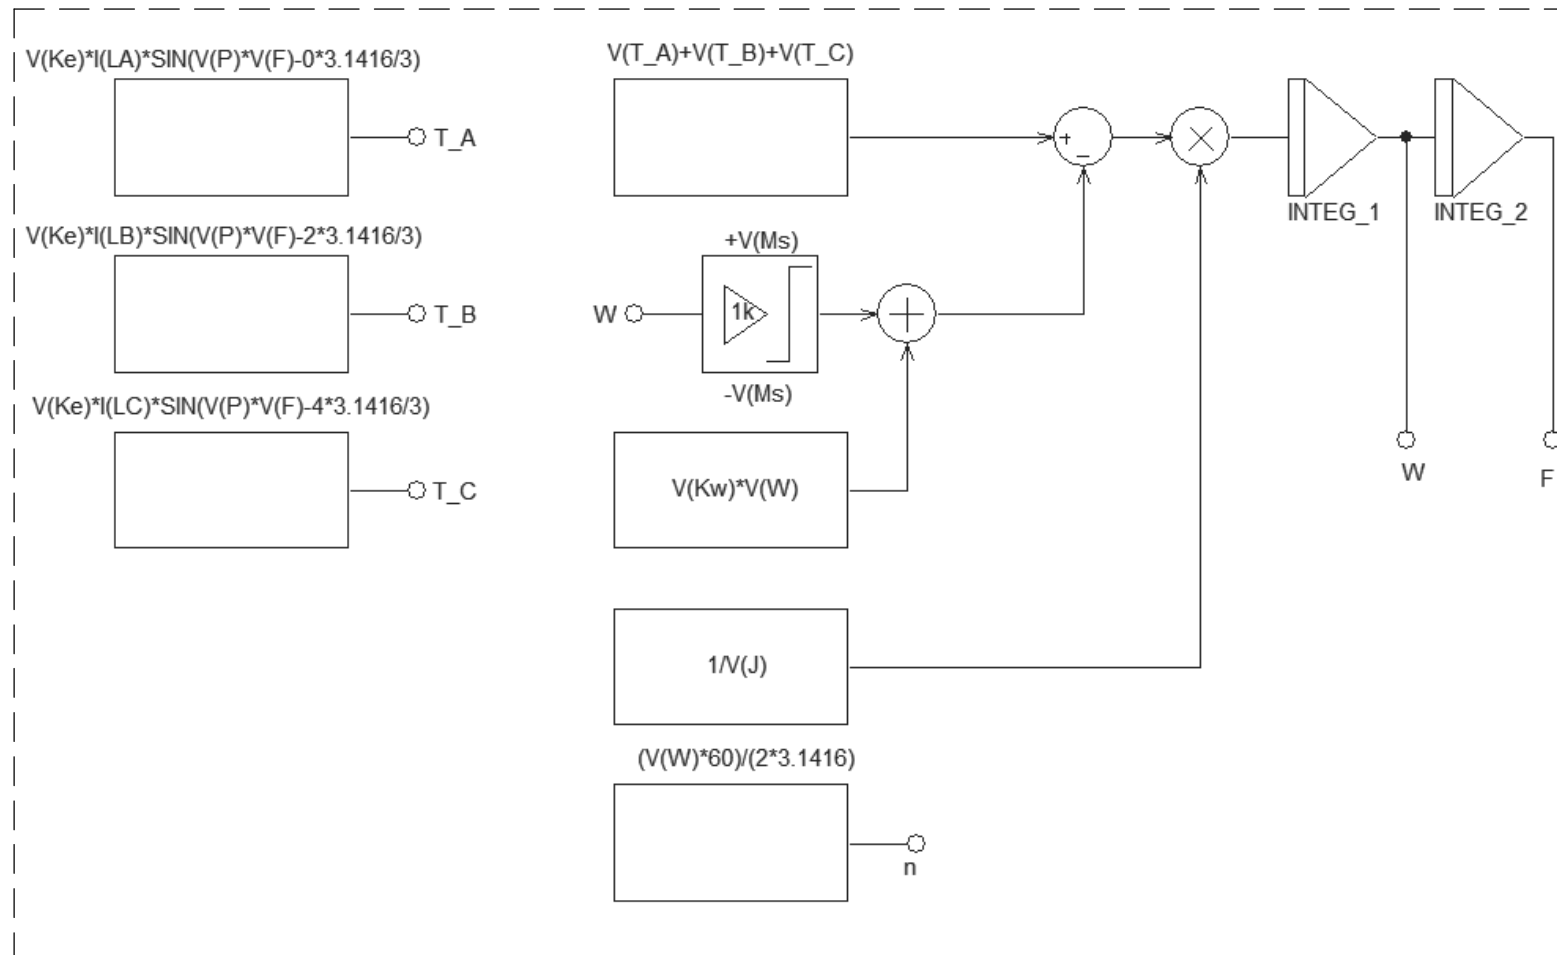 V(Ke)*I(LA)*SIN(V(P)*V(F)-0*3.1416/3)
T_A
V(Ke)*I(LB)*SIN(V(P)*V(F)-2*3.1416/3)
T_B
V(Ke)*I(LC)*SIN(V(P)*V(F)-4*3.1416/3)
T_C
V(T_A)+V(T_B)+V(T_C)
+
−
×
INTEG_1
INTEG_2
+V(Ms)
W
1k
+
-V(Ms)
W
F
V(Kw)*V(W)
1/V(J)
(V(W)*60)/(2*3.1416)
n